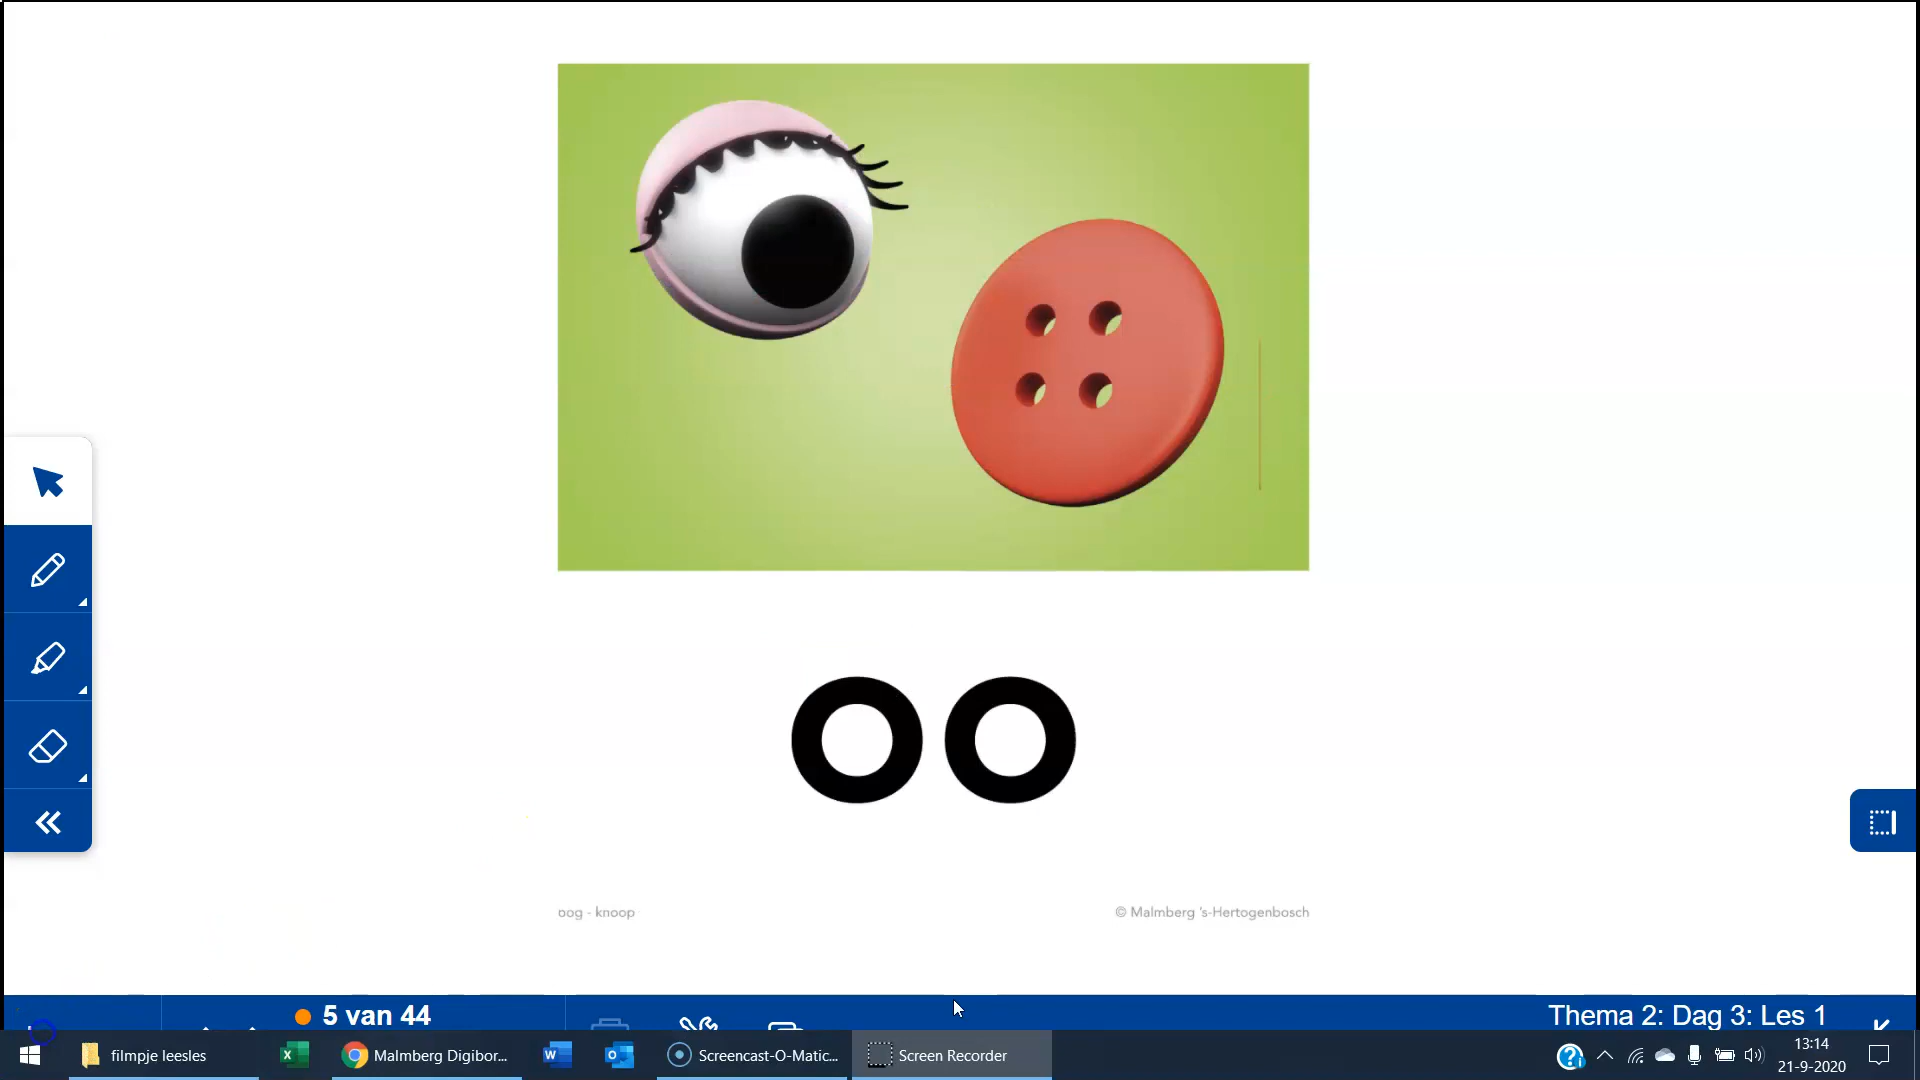 oo
oog - knoop
© Malmberg 's-Hertogenbosch
5 van 44
Thema 2: Dag 3: Les 1
filmpje leesles
Malmberg Digibor...
Screencast-O-Matic...
Screen Recorder
13:14
21-9-2020